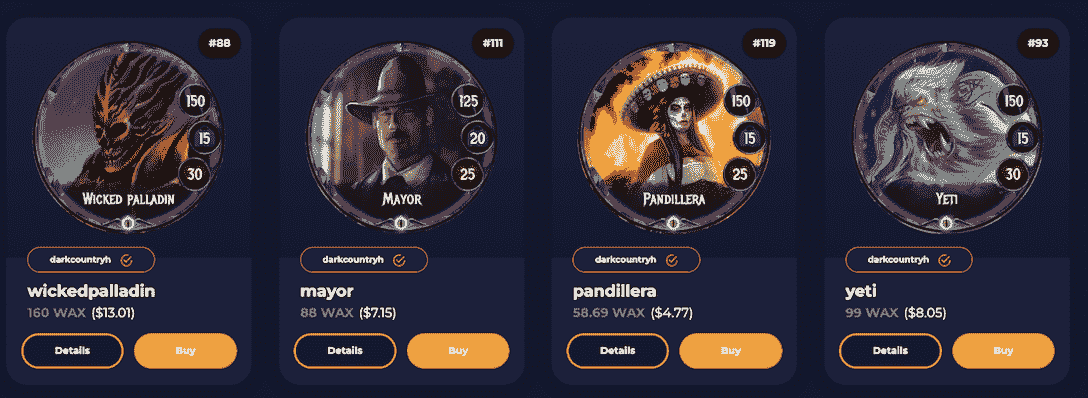 #88
150
15
30
WICKED PALLADIN
darkcountryh
wickedpalladin
160 WAX ($13.01)
Details Buy
#111
125
20
25
MAYOR
darkcountryh
mayor
88 WAX ($7.15)
Details Buy
#119
150
15
25
PANDILLERA
darkcountryh
pandillera
58.69 WAX ($4.77)
Details Buy
#93
150
15
30
YETI
darkcountryh
yeti
99 WAX ($8.05)
Details Buy